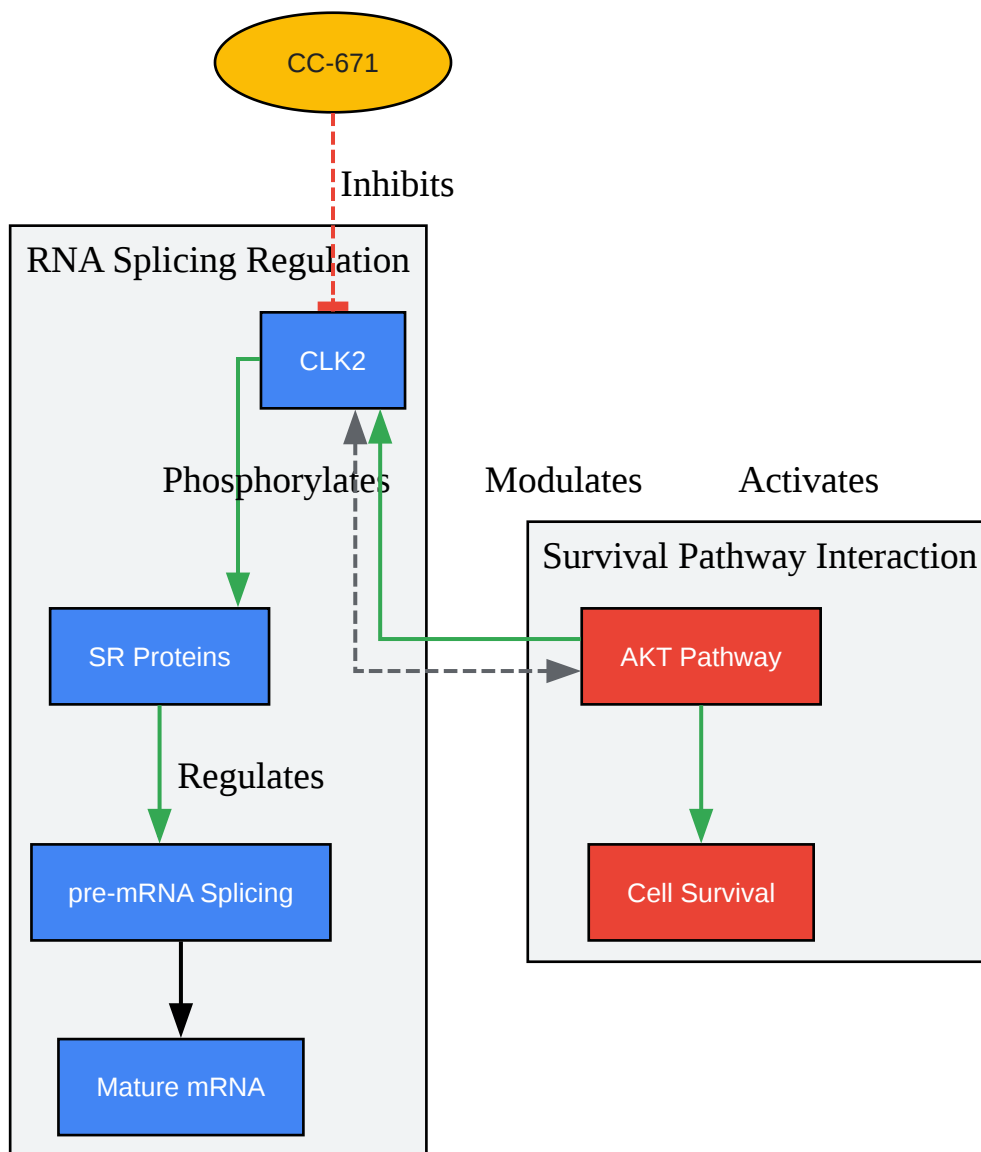 CC-671
Inhibits
RNA Splicing Regulation
CLK2
Phosphorylates
Modulates
Activates
Survival Pathway Interaction
SR Proteins
AKT Pathway
Regulates
pre-mRNA Splicing
Cell Survival
Mature mRNA